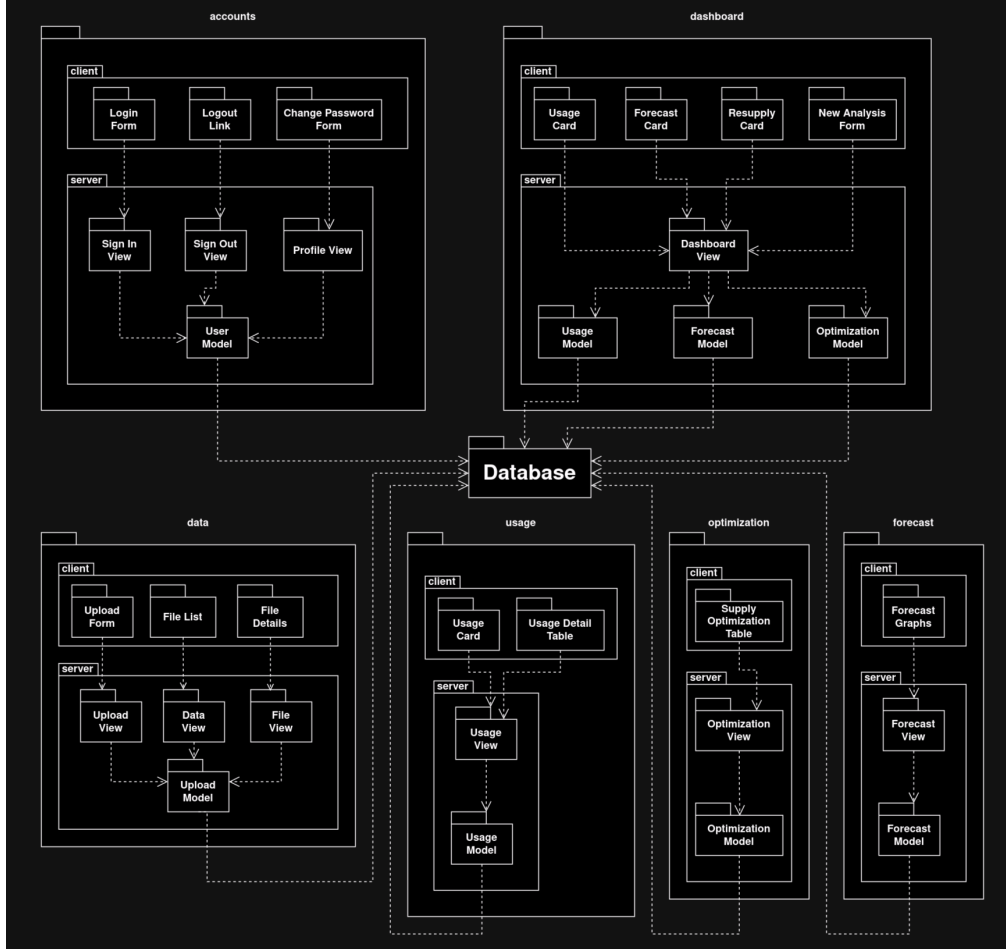 accounts
client
Login
Form
Logout
Link
Change Password
Form
server
Sign In
View
Sign Out
View
Profile View
User
Model
dashboard
client
Usage
Card
Forecast
Card
Resupply
Card
New Analysis
Form
server
Dashboard
View
Usage
Model
Forecast
Model
Optimization
Model
Database
data
client
Upload
Form
File List
File
Details
server
Upload
View
Data
View
File
View
Upload
Model
usage
client
Usage
Card
Usage Detail
Table
server
Usage
View
Usage
Model
optimization
client
Supply
Optimization
Table
server
Optimization
View
Optimization
Model
forecast
client
Forecast
Graphs
server
Forecast
View
Forecast
Model